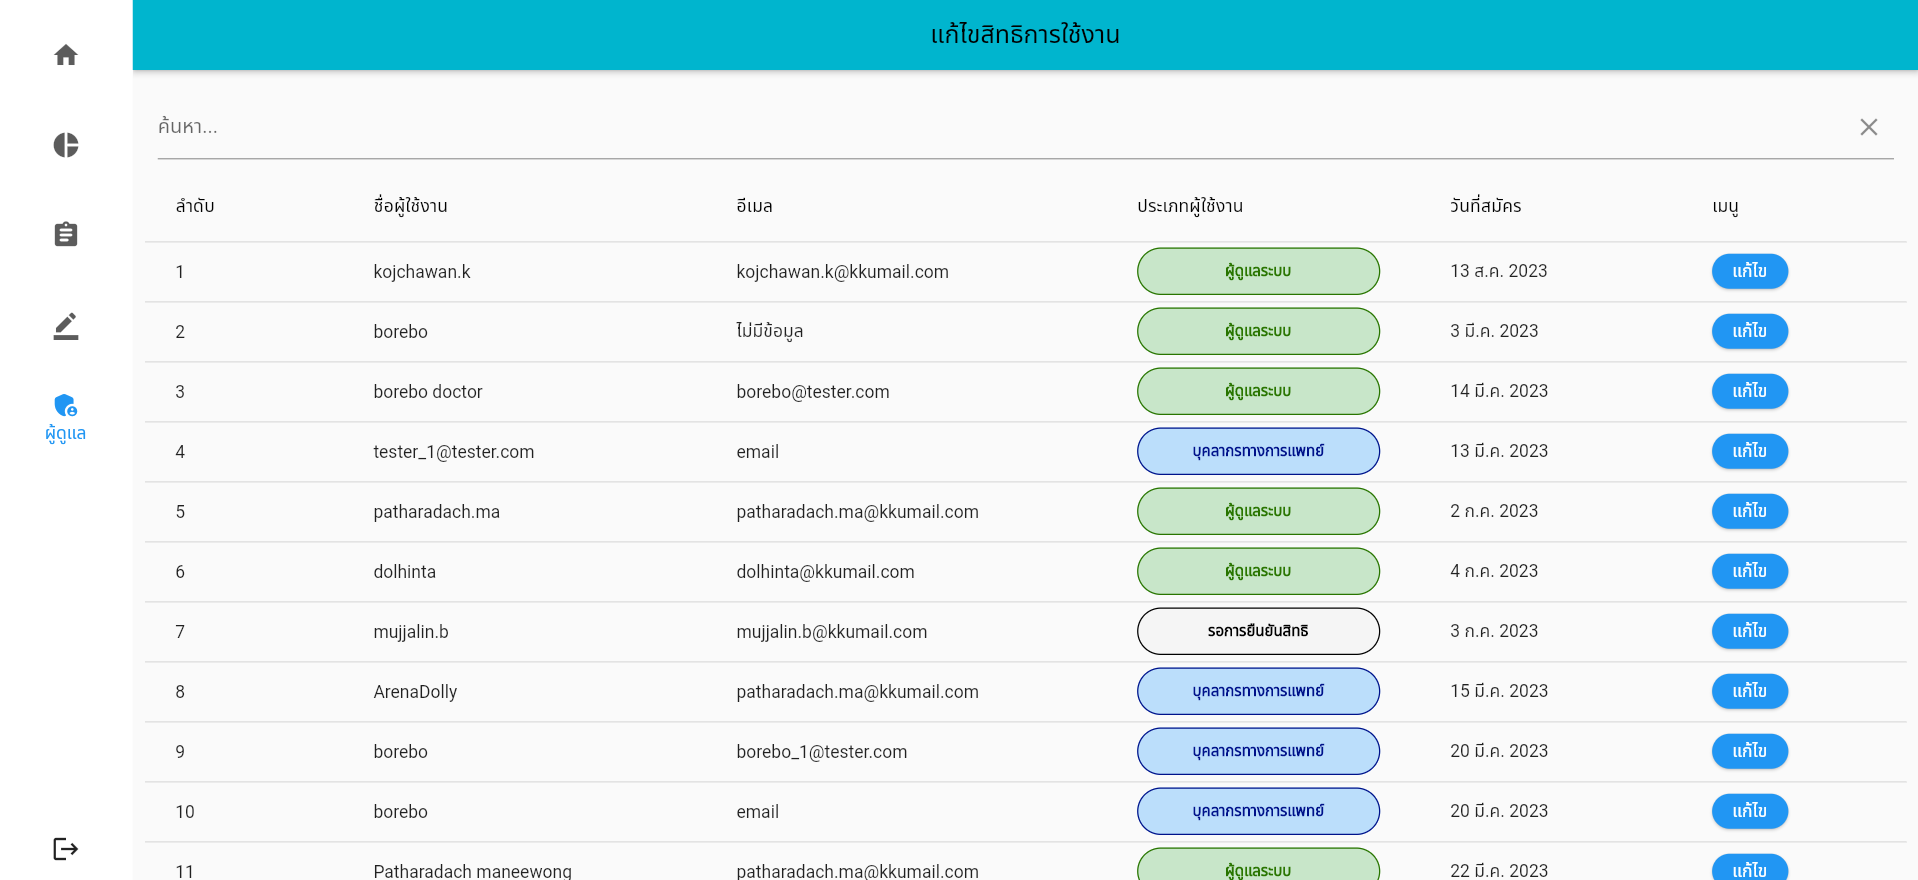 แก้ไขสิทธิการใช้งาน
ค้นหา...
ลำดับ ชื่อผู้ใช้งาน อีเมล ประเภทผู้ใช้งาน วันที่สมัคร เมนู
1 kojchawan.k kojchawan.k@kkumail.com ผู้ดูแลระบบ 13 ส.ค. 2023 แก้ไข
2 borebo ไม่มีข้อมูล ผู้ดูแลระบบ 3 มี.ค. 2023 แก้ไข
3 borebo doctor borebo@tester.com ผู้ดูแลระบบ 14 มี.ค. 2023 แก้ไข
ผู้ดูแล
4 tester_1@tester.com email บุคลากรทางการแพทย์ 13 มี.ค. 2023 แก้ไข
5 patharadach.ma patharadach.ma@kkumail.com ผู้ดูแลระบบ 2 ก.ค. 2023 แก้ไข
6 dolhinta dolhinta@kkumail.com ผู้ดูแลระบบ 4 ก.ค. 2023 แก้ไข
7 mujjalin.b mujjalin.b@kkumail.com รอการยืนยันสิทธิ 3 ก.ค. 2023 แก้ไข
8 ArenaDolly patharadach.ma@kkumail.com บุคลากรทางการแพทย์ 15 มี.ค. 2023 แก้ไข
9 borebo borebo_1@tester.com บุคลากรทางการแพทย์ 20 มี.ค. 2023 แก้ไข
10 borebo email บุคลากรทางการแพทย์ 20 มี.ค. 2023 แก้ไข
11 Patharadach maneewong patharadach.ma@kkumail.com ผู้ดูแลระบบ 22 มี.ค. 2023 แก้ไข